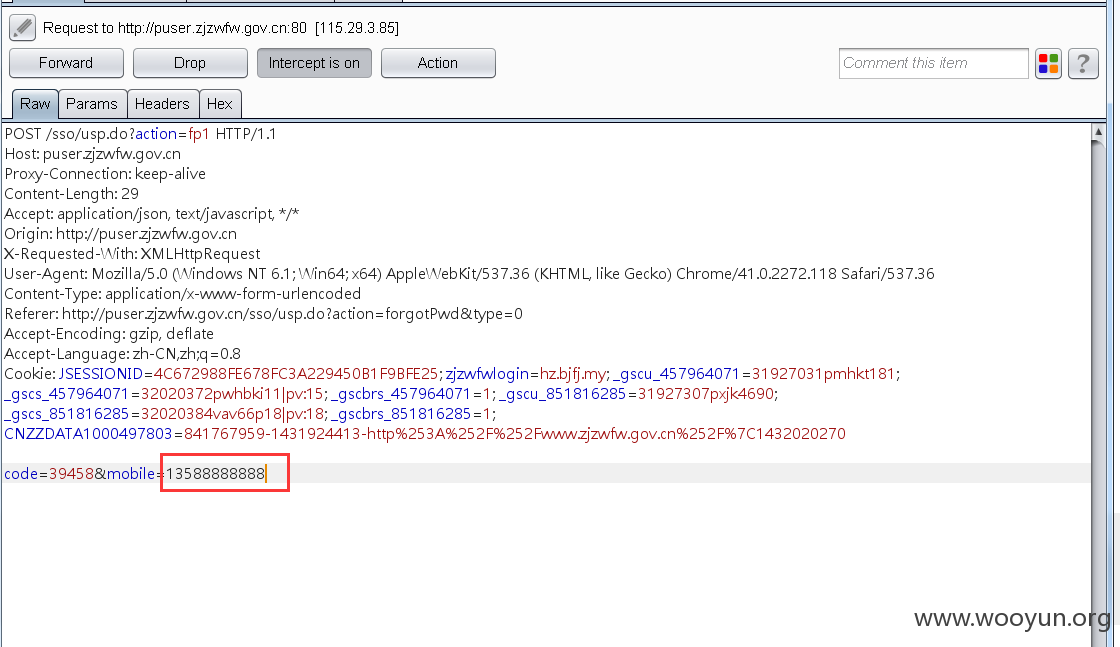 Request to http://puser.zjzwfw.gov.cn:80 [115.29.3.85]
Forward Drop Intercept is on Action Comment this item ?
Raw Params Headers Hex
POST /sso/usp.do?action=fp1 HTTP/1.1
Host: puser.zjzwfw.gov.cn
Proxy-Connection: keep-alive
Content-Length: 29
Accept: application/json, text/javascript, */*
Origin: http://puser.zjzwfw.gov.cn
X-Requested-With: XMLHttpRequest
User-Agent: Mozilla/5.0 (Windows NT 6.1; Win64; x64) AppleWebKit/537.36 (KHTML, like Gecko) Chrome/41.0.2272.118 Safari/537.36
Content-Type: application/x-www-form-urlencoded
Referer: http://puser.zjzwfw.gov.cn/sso/usp.do?action=forgotPwd&type=0
Accept-Encoding: gzip, deflate
Accept-Language: zh-CN,zh;q=0.8
Cookie: JSESSIONID=4C672988FE678FC3A229450B1F9BFE25; zjzwfwlogin=hz.bjfj.my; _gscu_457964071=31927031pmhkt181;
_gscs_457964071=32020372pwhbki11|pv:15; _gscbrs_457964071=1; _gscu_851816285=31927307pxjk4690;
_gscs_851816285=32020384vav66p18|pv:18; _gscbrs_851816285=1;
CNZZDATA1000497803=841767959-1431924413-http%253A%252F%252Fwww.zjzwfw.gov.cn%252F%7C1432020270
code=39458&mobile=13588888888
www.wooyun.org